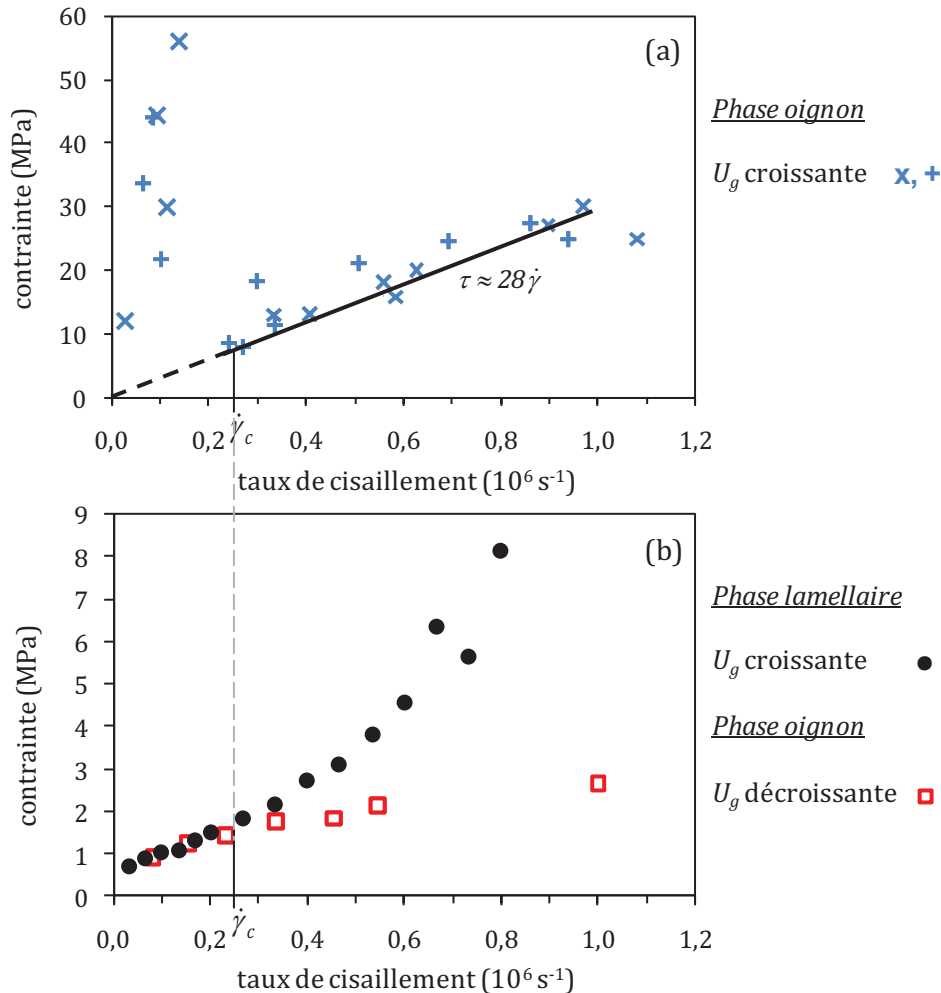 60
50
40
30
20
10
0
contrainte (MPa)
(a)
τ ≈ 28γ̇
0,0 0,2 γ̇c 0,4 0,6 0,8 1,0 1,2
taux de cisaillement (10⁶ s⁻¹)
Phase oignon
Ug croissante x, +
9
8
7
6
5
4
3
2
1
0
contrainte (MPa)
(b)
0,0 0,2 γ̇c 0,4 0,6 0,8 1,0 1,2
taux de cisaillement (10⁶ s⁻¹)
Phase lamellaire
Ug croissante
Phase oignon
Ug décroissante